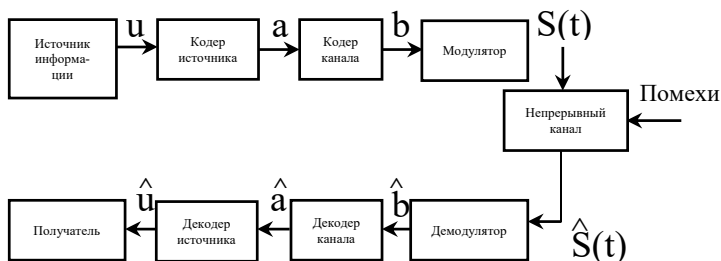 u
a
b
S(t)
Источник
информа-
ции
Кодер
источника
Кодер
канала
Модулятор
Помехи
Непрерывный
канал
û
â
b̂
Получатель
Декодер
источника
Декодер
канала
Демодулятор
Ŝ(t)